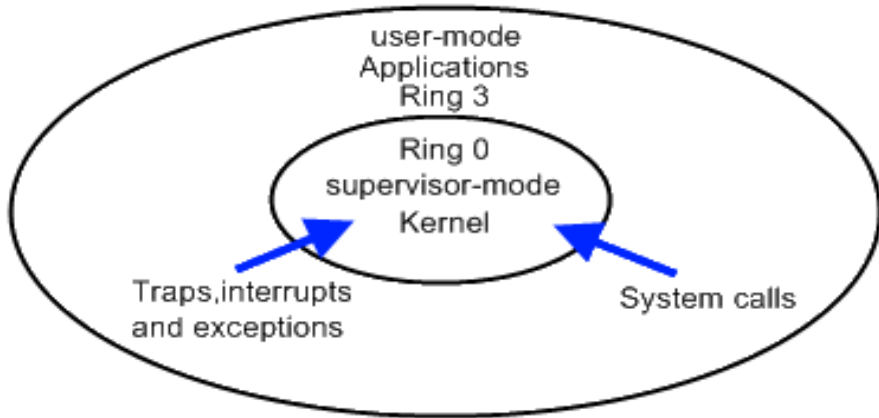 user-mode
Applications
Ring 3
Ring 0
supervisor-mode
Kernel
Traps,interrupts
and exceptions
System calls